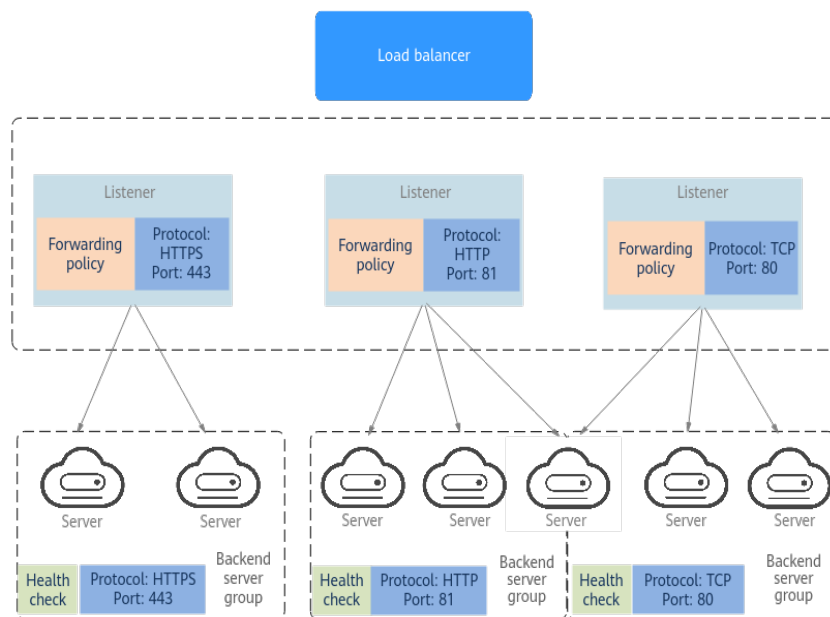 Load balancer
Listener
Forwarding
policy
Protocol:
HTTPS
Port: 443
Listener
Forwarding
policy
Protocol:
HTTP
Port: 81
Listener
Forwarding
policy
Protocol: TCP
Port: 80
Server
Server
Server
Server
Server
Server
Server
Health
check
Protocol: HTTPS
Port: 443
Backend
server
group
Health
check
Protocol: HTTP
Port: 81
Backend
server
group
Health
check
Protocol: TCP
Port: 80
Backend
server
group